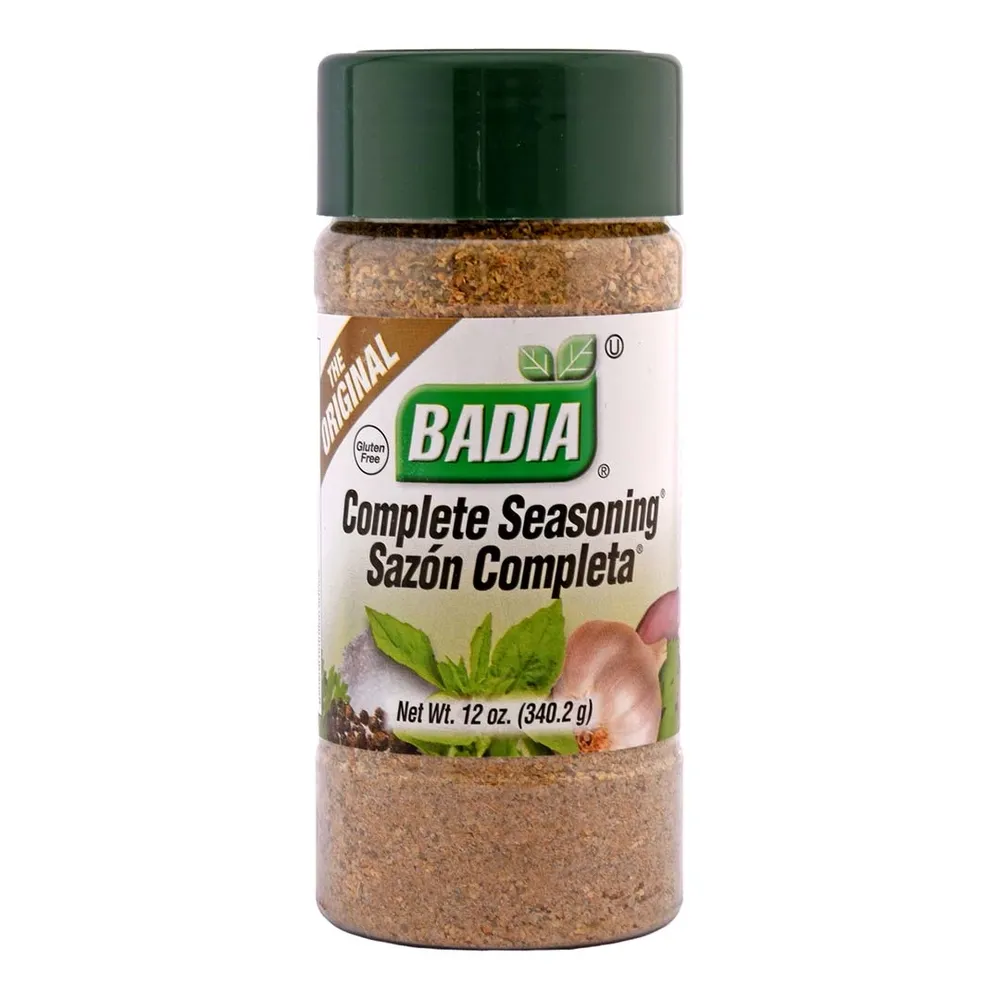 THE
ORIGINAL
U
BADIA®
Gluten
Free
Complete Seasoning®
Sazón Completa®
Net Wt. 12 oz. (340.2 g)